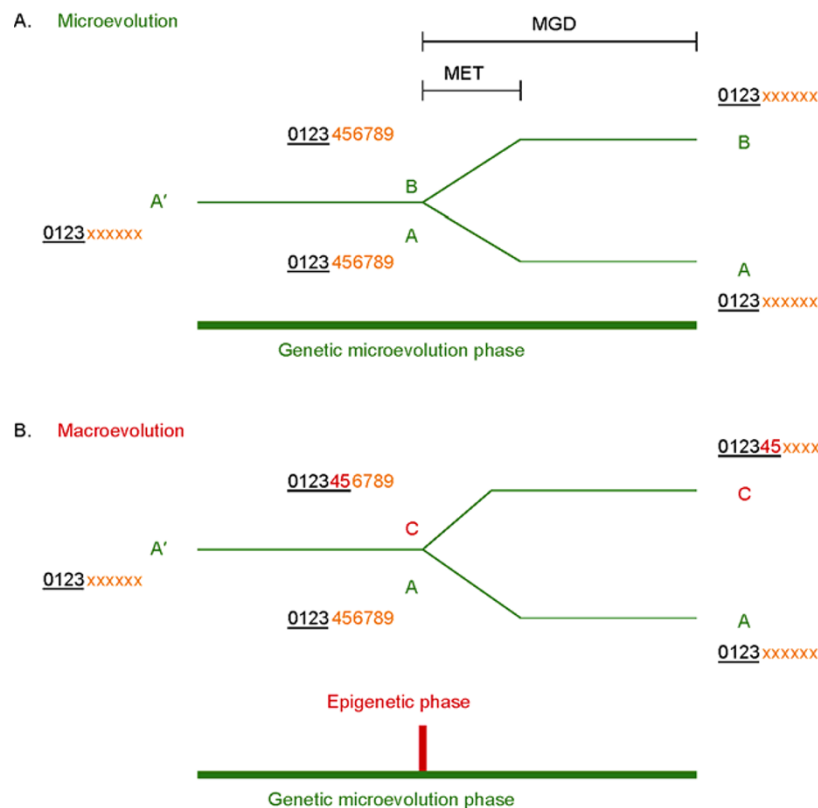 A. Microevolution
MGD
MET
0123xxxxxx
0123456789
B
B
A′
0123xxxxxx
A
0123456789
A
0123xxxxxx
Genetic microevolution phase
B. Macroevolution
012345xxxx
0123456789
C
C
A′
0123xxxxxx
A
0123456789
A
0123xxxxxx
Epigenetic phase
Genetic microevolution phase